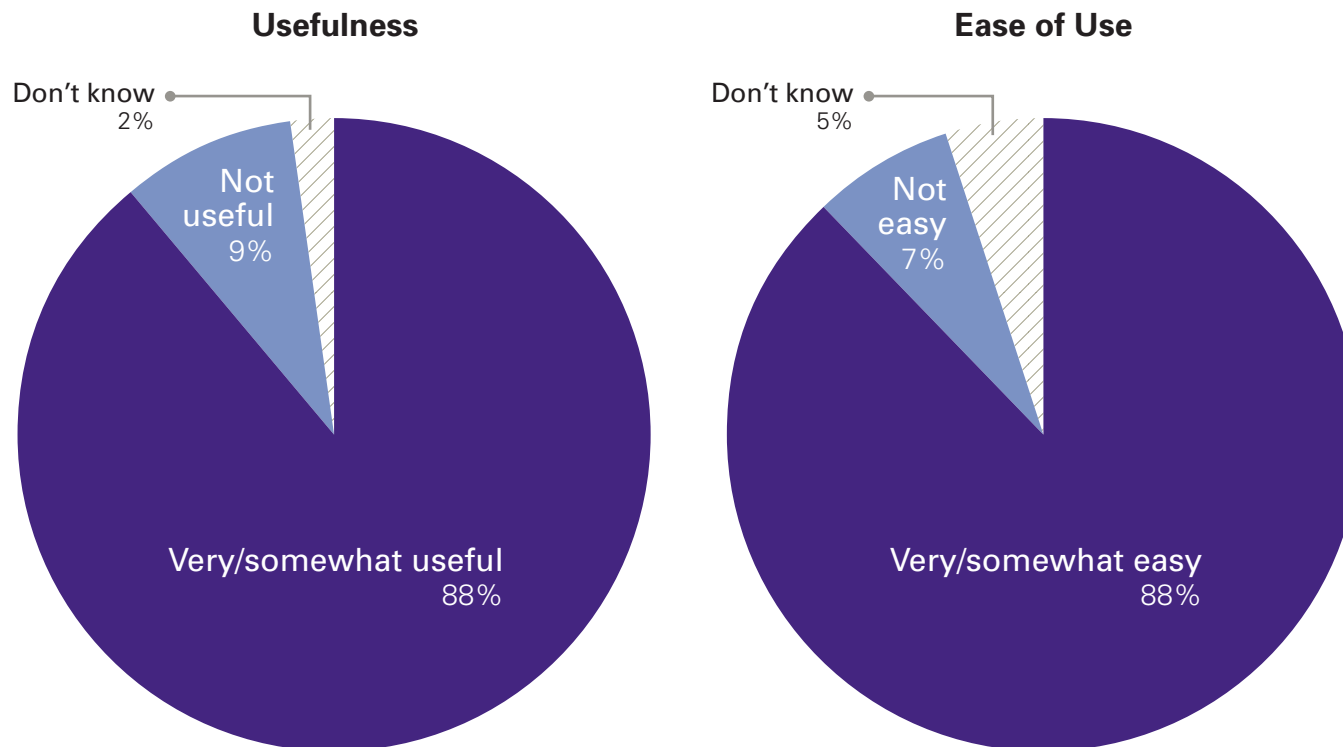 Usefulness
Don't know
2%
Not
useful
9%
Very/somewhat useful
88%
Ease of Use
Don't know
5%
Not
easy
7%
Very/somewhat easy
88%